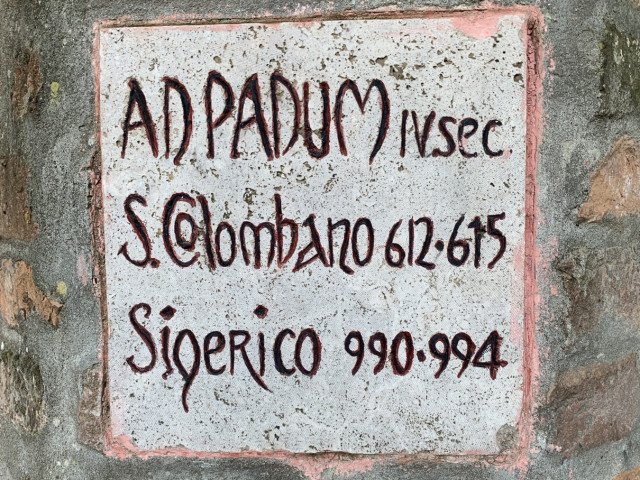 AD PADUM IV sec.
S. Colombano 612·615
Sigerico 990·994